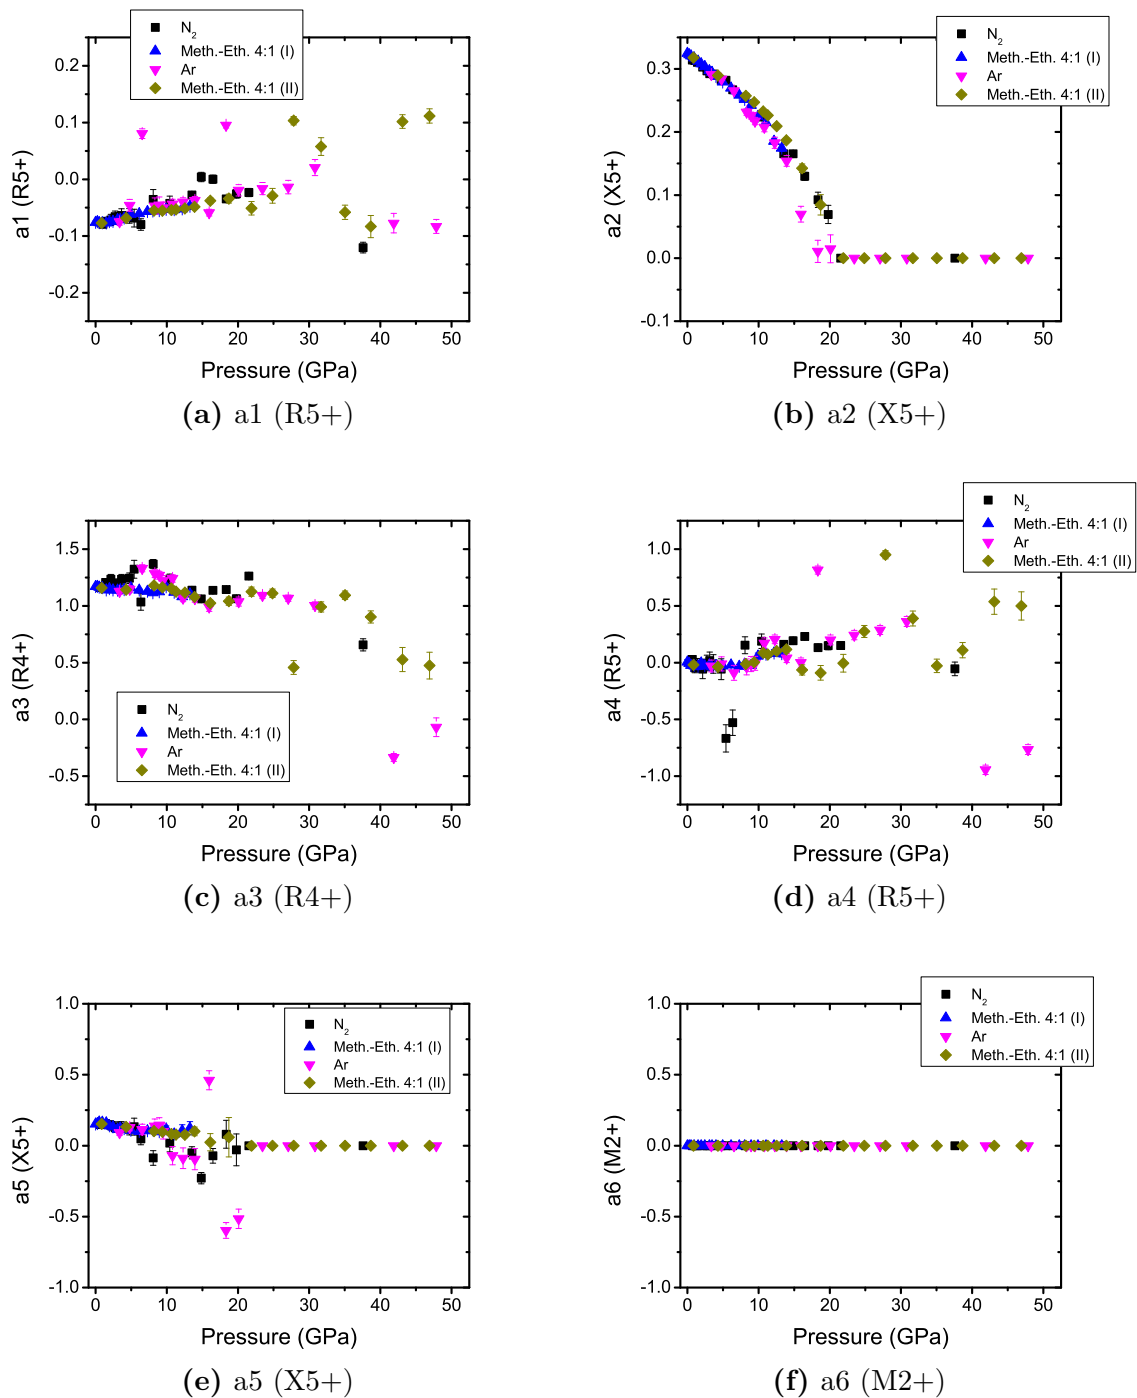 N2
Meth.-Eth. 4:1 (I)
Ar
Meth.-Eth. 4:1 (II)
0.2
0.1
0.0
-0.1
-0.2
a1 (R5+)
0 10 20 30 40 50
Pressure (GPa)
(a) a1 (R5+)
N2
Meth.-Eth. 4:1 (I)
Ar
Meth.-Eth. 4:1 (II)
0.3
0.2
0.1
0.0
-0.1
a2 (X5+)
0 10 20 30 40 50
Pressure (GPa)
(b) a2 (X5+)
1.5
1.0
0.5
0.0
-0.5
a3 (R4+)
N2
Meth.-Eth. 4:1 (I)
Ar
Meth.-Eth. 4:1 (II)
0 10 20 30 40 50
Pressure (GPa)
(c) a3 (R4+)
N2
Meth.-Eth. 4:1 (I)
Ar
Meth.-Eth. 4:1 (II)
1.0
0.5
0.0
-0.5
-1.0
a4 (R5+)
0 10 20 30 40 50
Pressure (GPa)
(d) a4 (R5+)
1.0
0.5
0.0
-0.5
-1.0
a5 (X5+)
N2
Meth.-Eth. 4:1 (I)
Ar
Meth.-Eth. 4:1 (II)
0 10 20 30 40 50
Pressure (GPa)
(e) a5 (X5+)
N2
Meth.-Eth. 4:1 (I)
Ar
Meth.-Eth. 4:1 (II)
1.0
0.5
0.0
-0.5
-1.0
a6 (M2+)
0 10 20 30 40 50
Pressure (GPa)
(f) a6 (M2+)